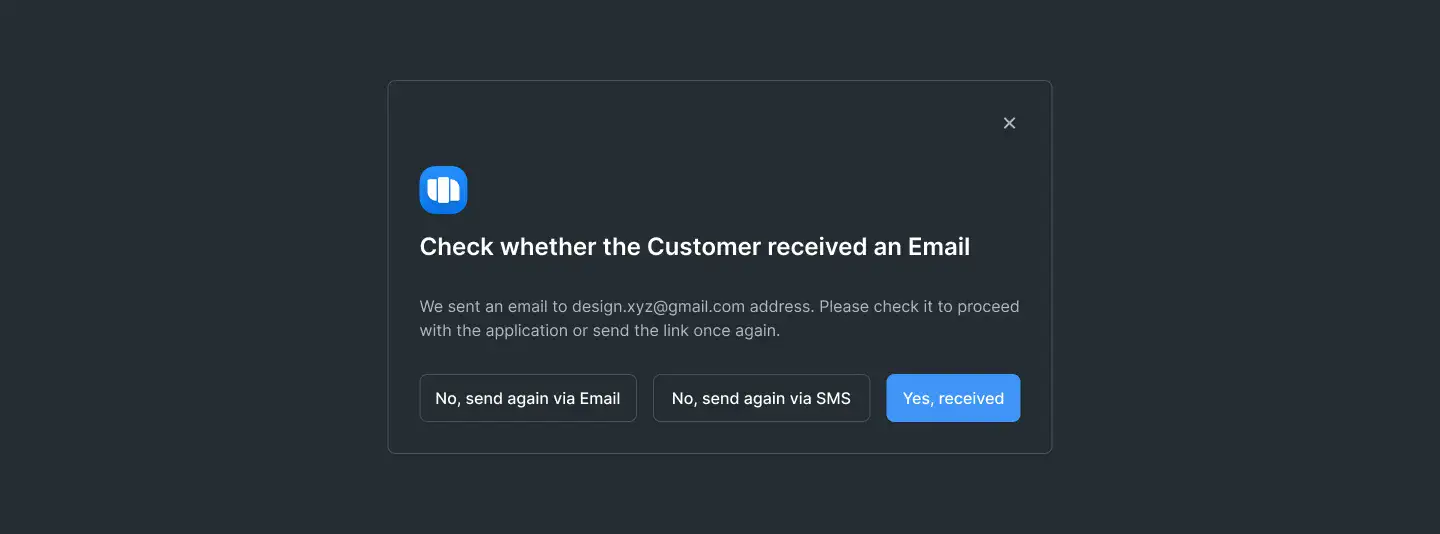 Check whether the Customer received an Email
We sent an email to design.xyz@gmail.com address. Please check it to proceed
with the application or send the link once again.
No, send again via Email
No, send again via SMS
Yes, received